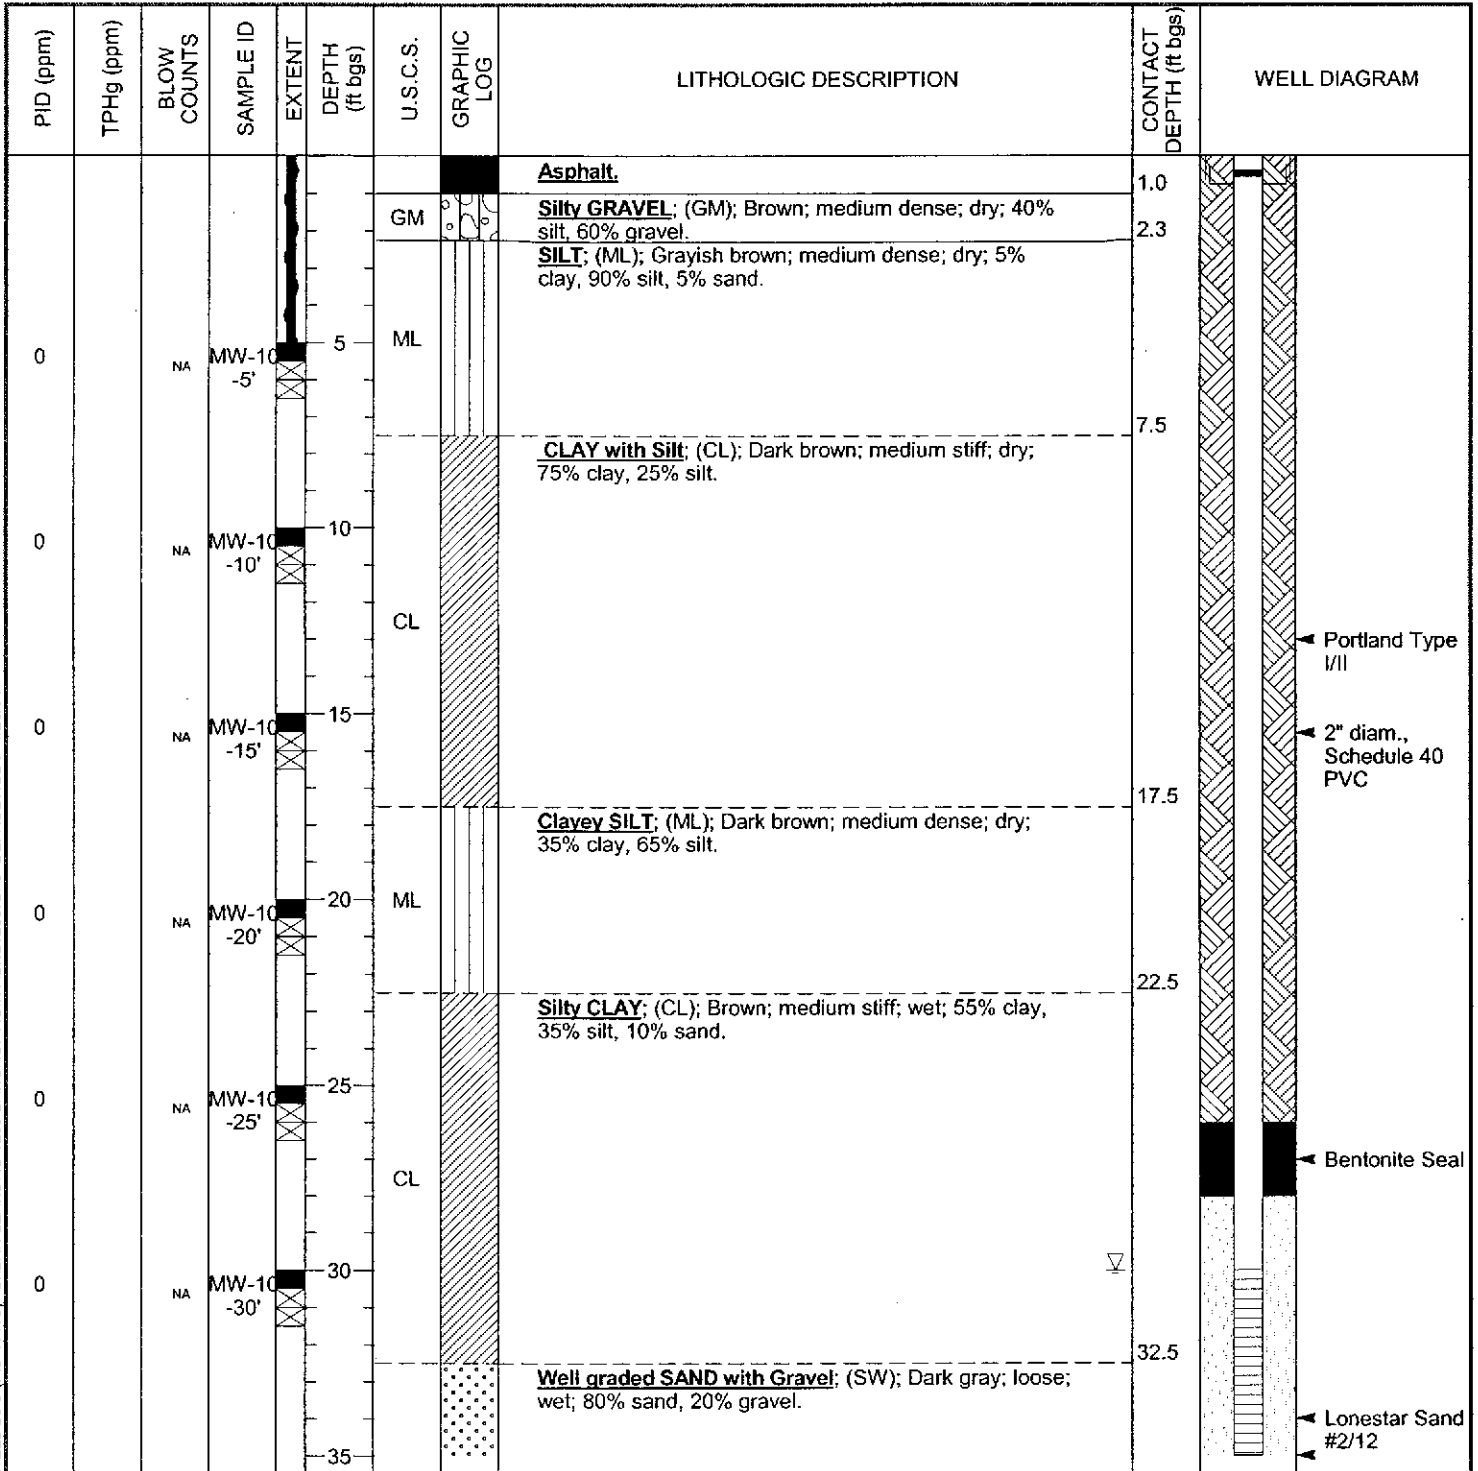 PID (ppm)
TPHg (ppm)
BLOW
COUNTS
SAMPLE ID
EXTENT
DEPTH
(ft bgs)
U.S.C.S.
GRAPHIC
LOG
LITHOLOGIC DESCRIPTION
CONTACT
DEPTH (ft bgs)
WELL DIAGRAM
Asphalt.
1.0
GM
Silty GRAVEL; (GM); Brown; medium dense; dry; 40%
silt, 60% gravel.
2.3
SILT; (ML); Grayish brown; medium dense; dry; 5%
clay, 90% silt, 5% sand.
ML
5
0
NA
MW-10
-5'
7.5
CLAY with Silt; (CL); Dark brown; medium stiff; dry;
75% clay, 25% silt.
10
0
NA
MW-10
-10'
CL
Portland Type
I/II
15
0
NA
MW-10
-15'
2" diam.,
Schedule 40
PVC
17.5
Clayey SILT; (ML); Dark brown; medium dense; dry;
35% clay, 65% silt.
20
ML
0
NA
MW-10
-20'
22.5
Silty CLAY; (CL); Brown; medium stiff; wet; 55% clay,
35% silt, 10% sand.
25
0
NA
MW-10
-25'
Bentonite Seal
CL
30
0
NA
MW-10
-30'
32.5
Well graded SAND with Gravel; (SW); Dark gray; loose;
wet; 80% sand, 20% gravel.
Lonestar Sand
#2/12
35